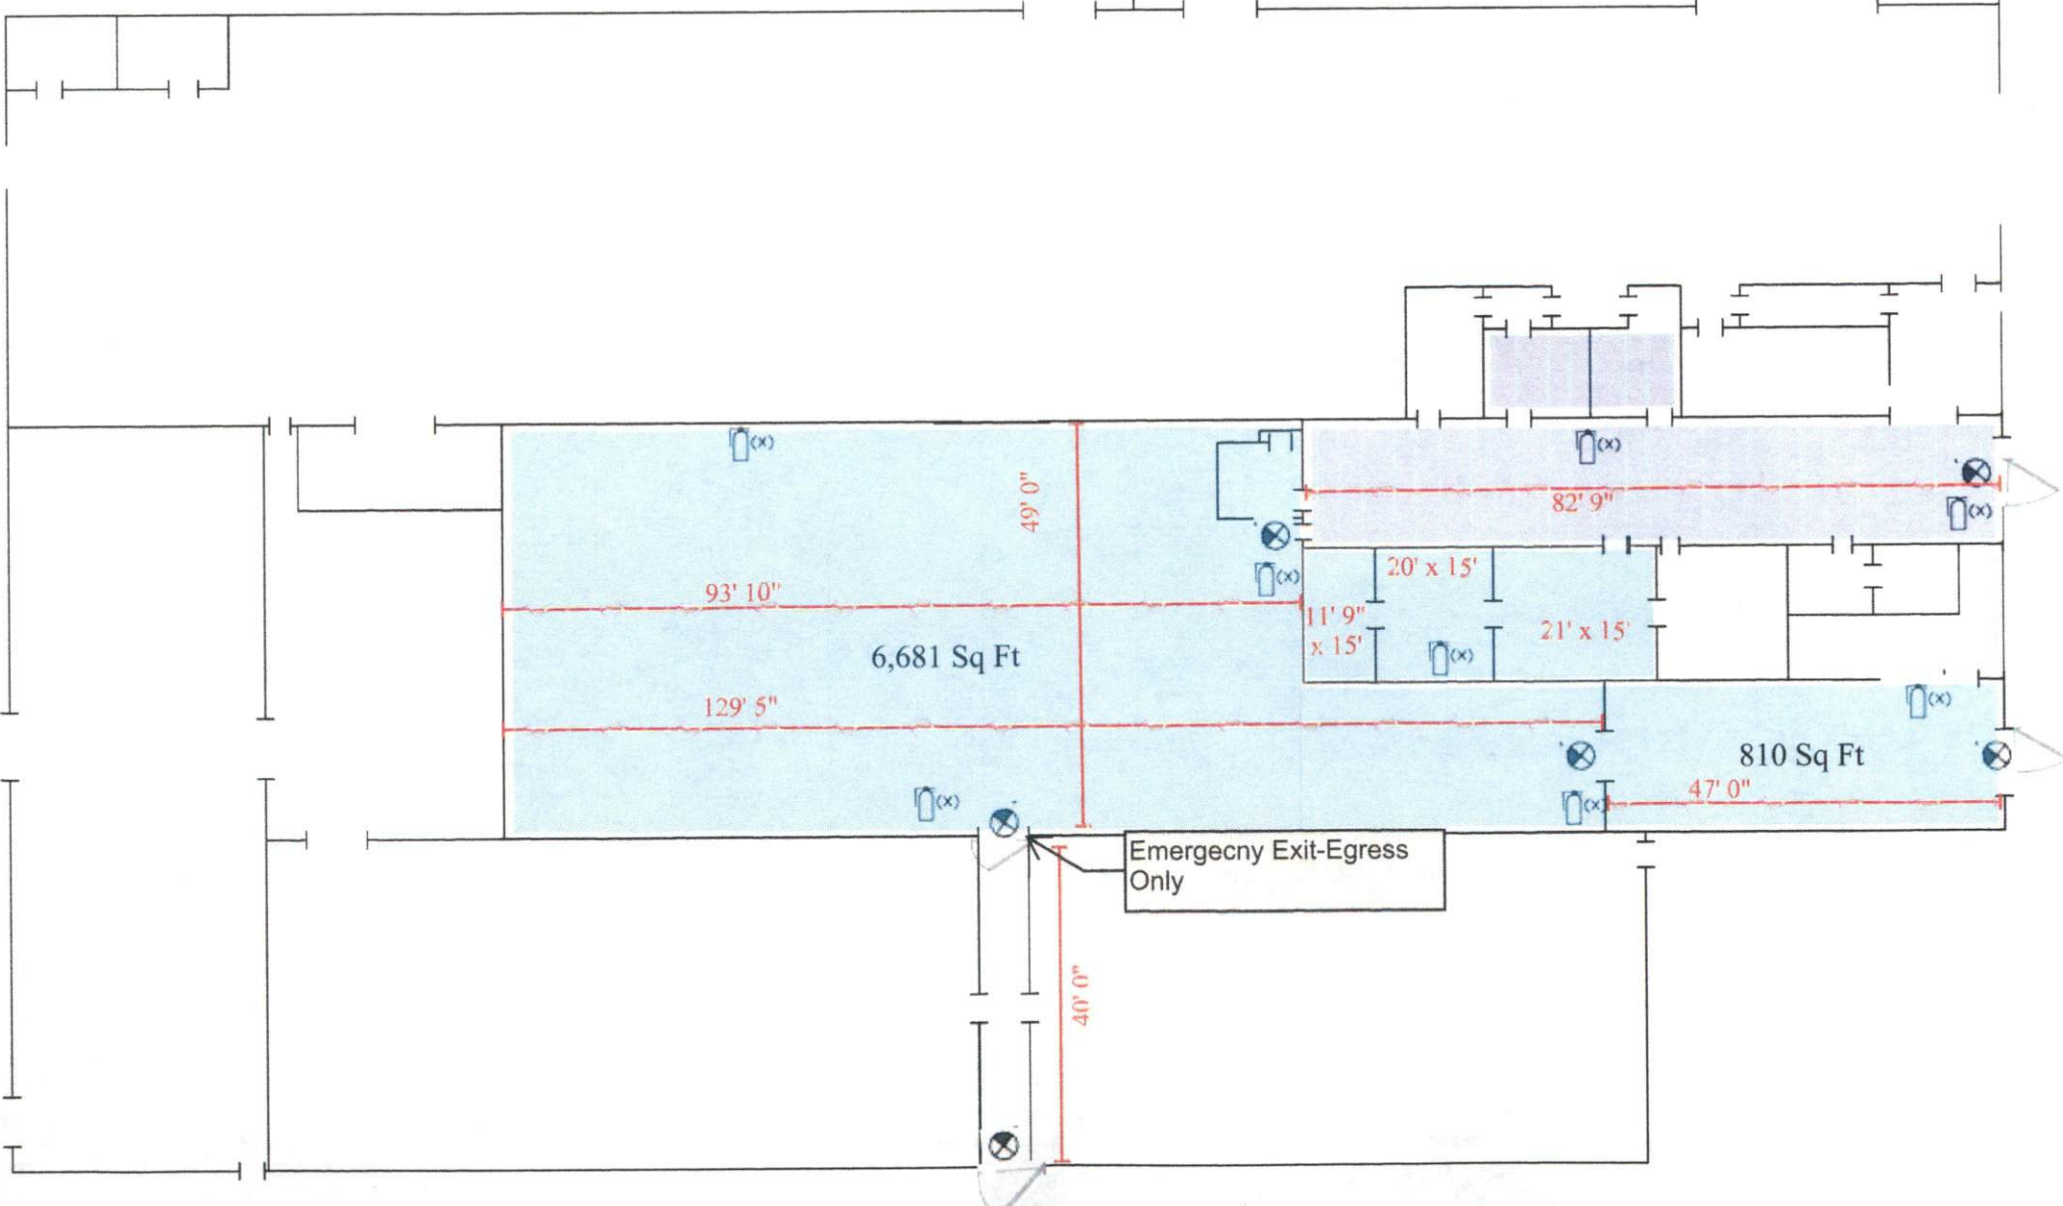 (x)
(x)
49' 0"
82' 9"
(x)
(x)
20' x 15'
93' 10"
11' 9"
x 15'
21' x 15'
(x)
6,681 Sq Ft
129' 5"
(x)
810 Sq Ft
47' 0"
(x)
(x)
Emergecny Exit-Egress
Only
40' 0"